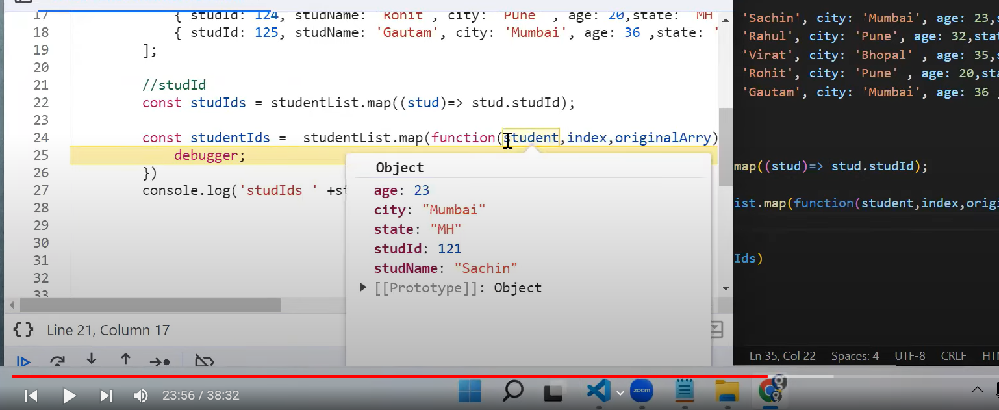 17 { studId: 124, studName: 'Rohit', city: 'Pune' , age: 20,state: 'MH'
18 { studId: 125, studName: 'Gautam', city: 'Mumbai', age: 36 ,state: '
19 ];
20
21 //studId
22 const studIds = studentList.map((stud)=> stud.studId);
23
24 const studentIds = studentList.map(function(student,index,originalArry)
25 debugger;
26 })
27 console.log('studIds ' +st
28
29
30
31
32
33
Object
age: 23
city: "Mumbai"
state: "MH"
studId: 121
studName: "Sachin"
[[Prototype]]: Object
{} Line 21, Column 17
'Sachin', city: 'Mumbai', age: 23,s
'Rahul', city: 'Pune', age: 32,stat
'Virat', city: 'Bhopal' , age: 35,s
'Rohit', city: 'Pune' , age: 20,sta
'Gautam', city: 'Mumbai', age: 36 ,
map((stud)=> stud.studId);
ist.map(function(student,index,origi
Ids)
Ln 35, Col 22 Spaces: 4 UTF-8 CRLF HT
23:56 / 38:32
zoom